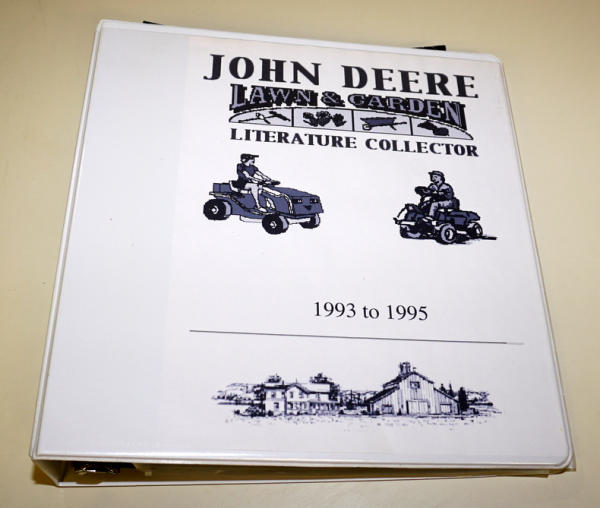 JOHN DEERE
LAWN & GARDEN
LITERATURE COLLECTOR
1993 to 1995